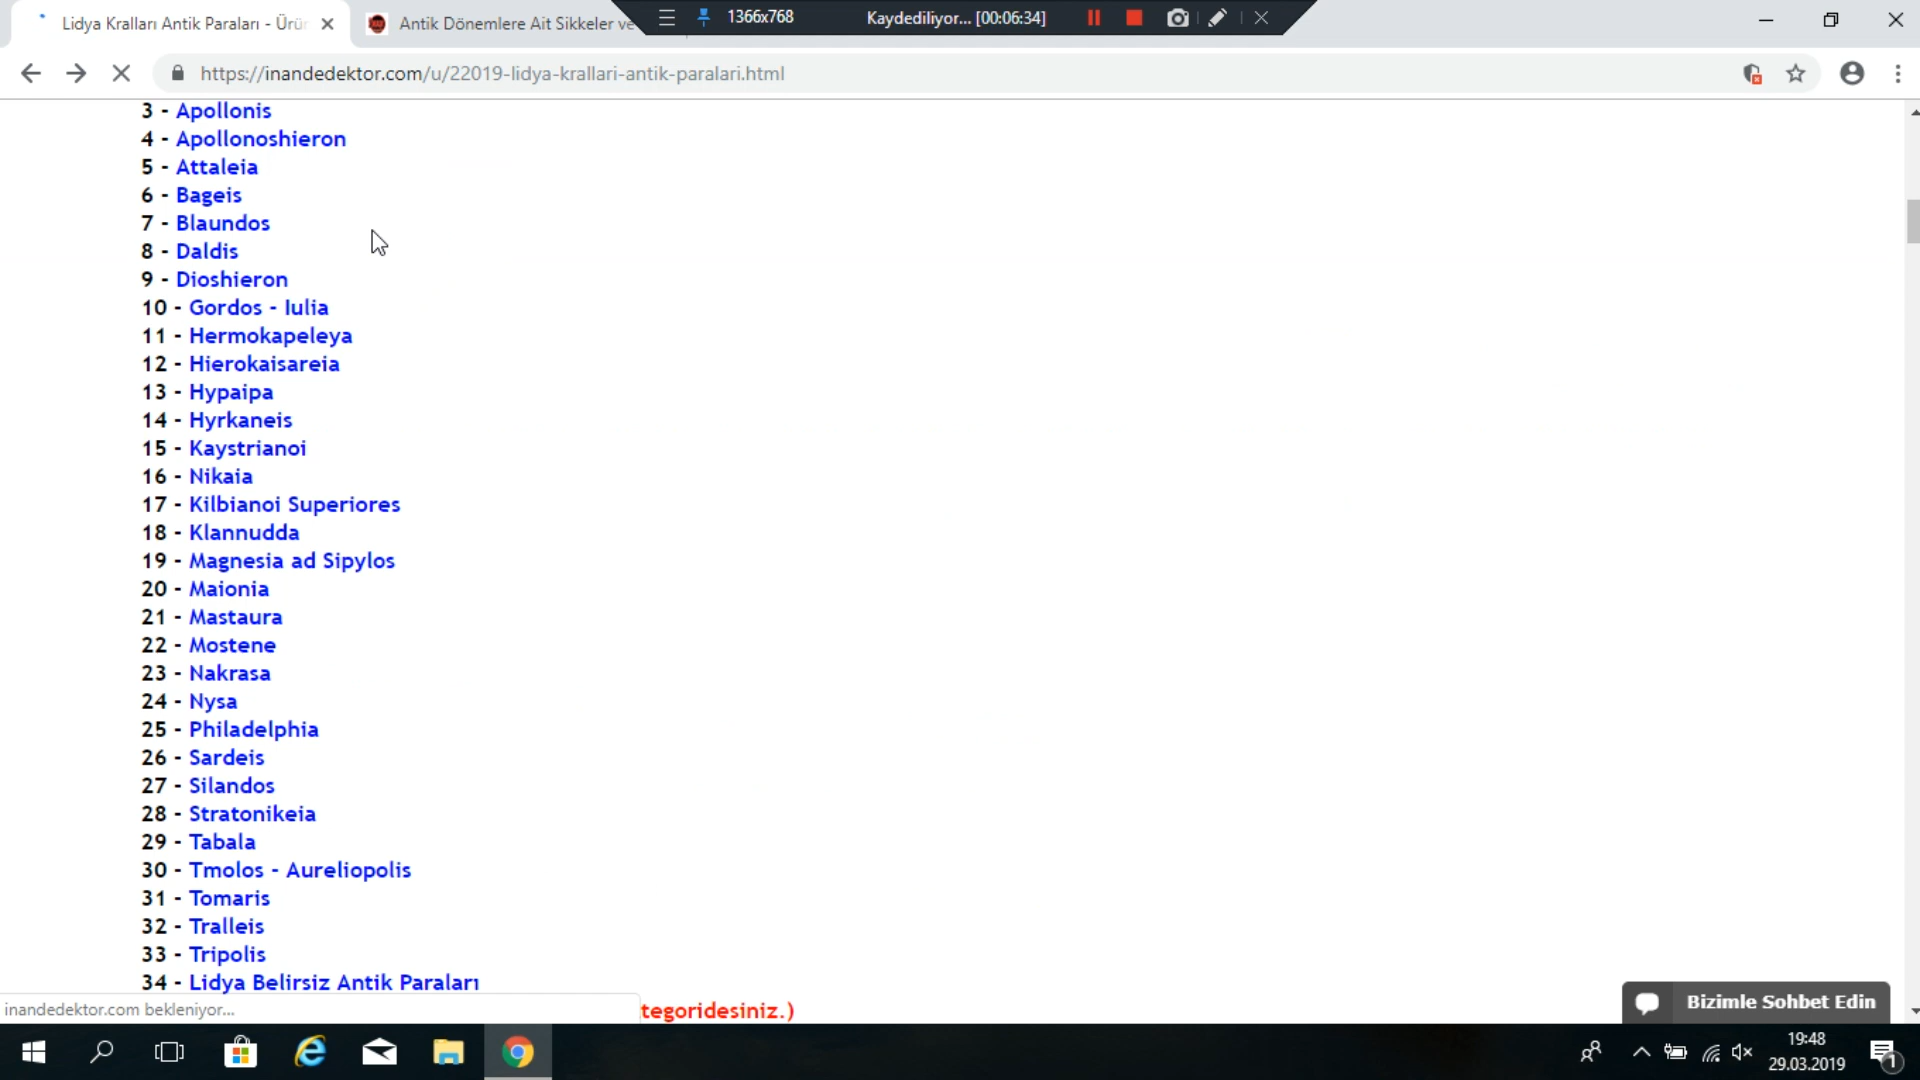 Lidya Kralları Antik Paraları - Ürün
Antik Dönemlere Ait Sikkeler ve
1366x768
Kaydediliyor... [00:06:34]
https://inandedektor.com/u/22019-lidya-krallari-antik-paralari.html
3 - Apollonis
4 - Apollonoshieron
5 - Attaleia
6 - Bageis
7 - Blaundos
8 - Daldis
9 - Dioshieron
10 - Gordos - Iulia
11 - Hermokapeleya
12 - Hierokaisareia
13 - Hypaipa
14 - Hyrkaneis
15 - Kaystrianoi
16 - Nikaia
17 - Kilbianoi Superiores
18 - Klannudda
19 - Magnesia ad Sipylos
20 - Maionia
21 - Mastaura
22 - Mostene
23 - Nakrasa
24 - Nysa
25 - Philadelphia
26 - Sardeis
27 - Silandos
28 - Stratonikeia
29 - Tabala
30 - Tmolos - Aureliopolis
31 - Tomaris
32 - Tralleis
33 - Tripolis
34 - Lidya Belirsiz Antik Paraları
tegoridesiniz.)
inandedektor.com bekleniyor...
Bizimle Sohbet Edin
19:48
29.03.2019
1